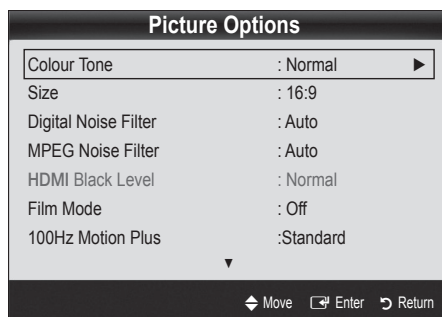 Picture Options
Colour Tone : Normal ▶
Size : 16:9
Digital Noise Filter : Auto
MPEG Noise Filter : Auto
HDMI Black Level : Normal
Film Mode : Off
100Hz Motion Plus :Standard
▼
Move Enter Return